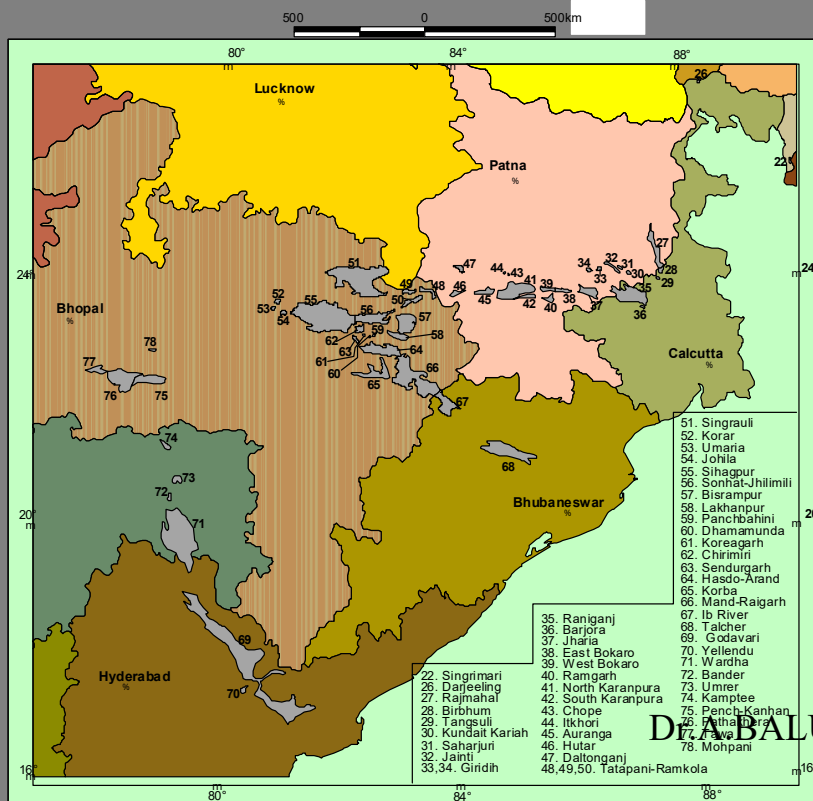 500 0 500km
80° 84° 88°
m m m
26
Lucknow
%
Patna
%
22
27
34 32 31
47 44 43 33 30 28
24° 51 24
m
49 48 46 45 41 39 29
52 50 42 40 38 37 35 36
53 54 55 56 57
Bhopal
%
62 59 58
78 61 63 64
60
Calcutta
%
77 76 75 65 66
67
74
68
73
72
71
20°
m
20
Bhubaneswar
%
69
Hyderabad
%
70
51. Singrauli
52. Korar
53. Umaria
54. Johila
55. Sihagpur
56. Sonhat-Jhilimili
57. Bisrampur
58. Lakhanpur
59. Panchbahini
60. Dhamamunda
61. Koreagarh
62. Chirimiri
63. Sendurgarh
64. Hasdo-Arand
65. Korba
66. Mand-Raigarh
67. Ib River
68. Talcher
69. Godavari
70. Yellendu
71. Wardha
72. Bander
73. Umrer
74. Kamptee
75. Pench-Kanhan
76. Pathakhera
77. Tawa
78. Mohpani
35. Raniganj
36. Barjora
37. Jharia
38. East Bokaro
39. West Bokaro
40. Ramgarh
41. North Karanpura
42. South Karanpura
43. Chope
44. Itkhori
45. Auranga
46. Hutar
47. Daltonganj
48,49,50. Tatapani-Ramkola
22. Singrimari
26. Darjeeling
27. Rajmahal
28. Birbhum
29. Tangsuli
30. Kundait Kariah
31. Saharjuri
32. Jainti
33,34. Giridih
Dr.A.BALU
16° 16
m m
80° 84° 88°
m m m